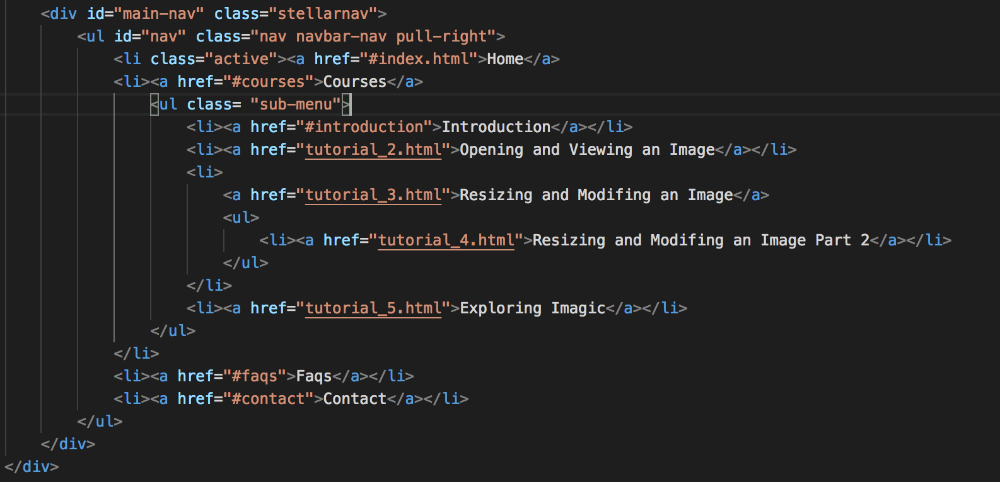 <div id="main-nav" class="stellarnav">
<ul id="nav" class="nav navbar-nav pull-right">
<li class="active"><a href="#index.html">Home</a>
<li><a href="#courses">Courses</a>
<ul class= "sub-menu">
<li><a href="#introduction">Introduction</a></li>
<li><a href="tutorial_2.html">Opening and Viewing an Image</a></li>
<li>
<a href="tutorial_3.html">Resizing and Modifing an Image</a>
<ul>
<li><a href="tutorial_4.html">Resizing and Modifing an Image Part 2</a></li>
</ul>
</li>
<li><a href="tutorial_5.html">Exploring Imagic</a></li>
</ul>
</li>
<li><a href="#faqs">Faqs</a></li>
<li><a href="#contact">Contact</a></li>
</ul>
</div>
</div>